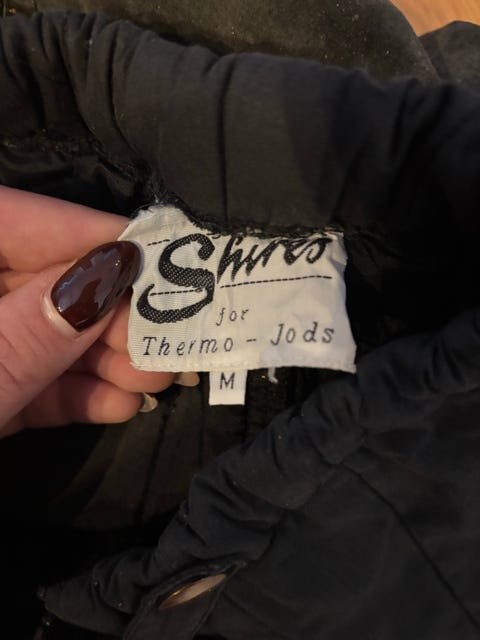 Shires
for
Thermo - Jods
M